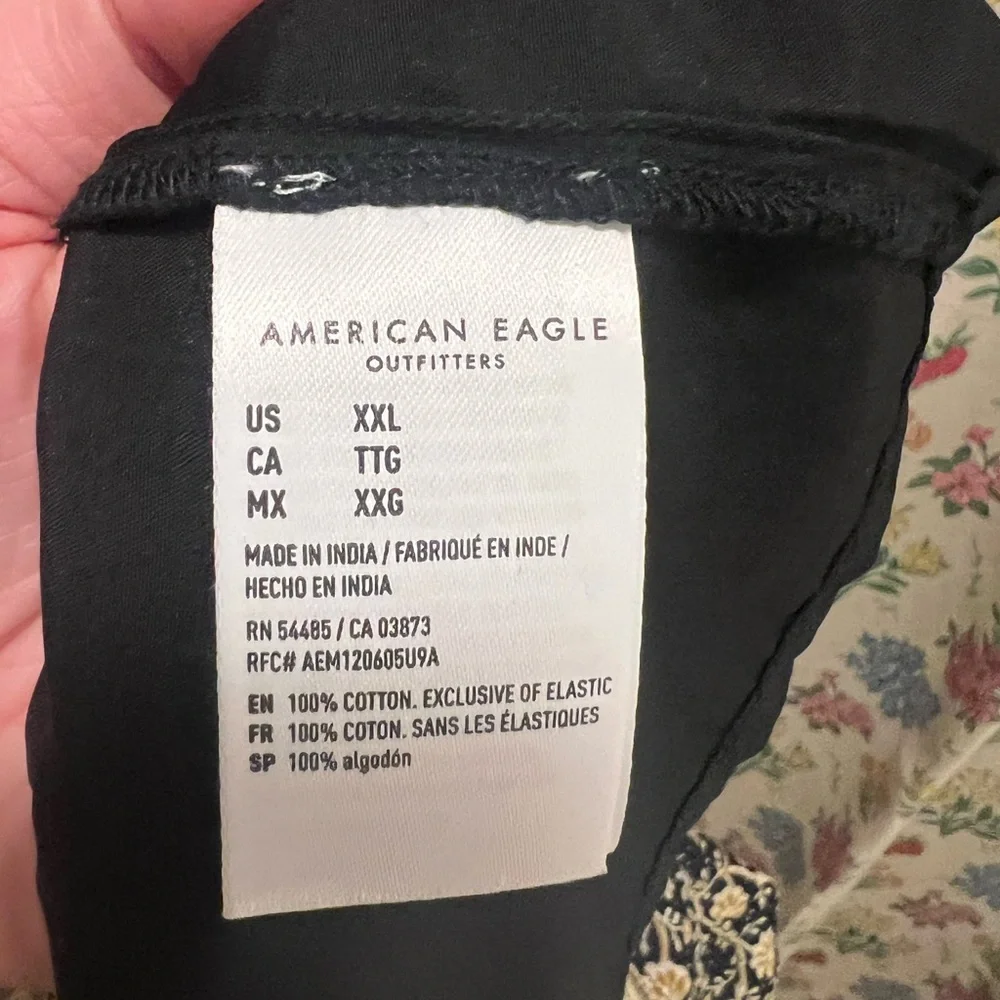 AMERICAN EAGLE
OUTFITTERS
US XXL
CA TTG
MX XXG
MADE IN INDIA / FABRIQUÉ EN INDE /
HECHO EN INDIA
RN 54485 / CA 03873
RFC# AEM120605U9A
EN 100% COTTON. EXCLUSIVE OF ELASTIC
FR 100% COTON. SANS LES ÉLASTIQUES
SP 100% algodón